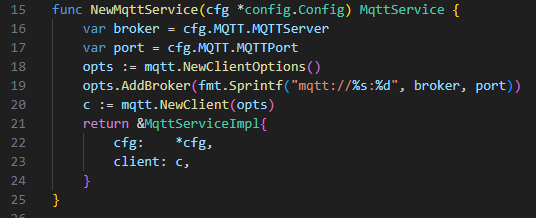 15 func NewMqttService(cfg *config.Config) MqttService {
16     var broker = cfg.MQTT.MQTTServer
17     var port = cfg.MQTT.MQTTPort
18     opts := mqtt.NewClientOptions()
19     opts.AddBroker(fmt.Sprintf("mqtt://%s:%d", broker, port))
20     c := mqtt.NewClient(opts)
21     return &MqttServiceImpl{
22         cfg:    *cfg,
23         client: c,
24     }
25 }